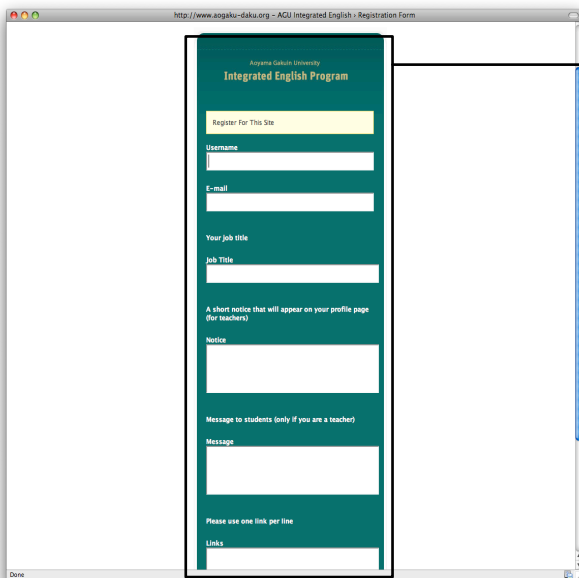 http://www.aogaku-daku.org – AGU Integrated English › Registration Form
Aoyama Gakuin University
Integrated English Program
Register For This Site
Username
E-mail
Your job title
Job Title
A short notice that will appear on your profile page
(for teachers)
Notice
Message to students (only if you are a teacher)
Message
Please use one link per line
Links
Done